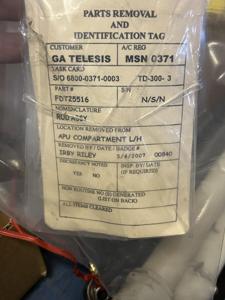 PARTS REMOVAL
AND
IDENTIFICATION TAG
CUSTOMER A/C REG
GA TELESIS MSN 0371
TASK CARD
S/O 6800-0371-0003 TD-300- 3
PART # S/N
N/S/N
NOMENCLATURE
ROD ASSY
LOCATION REMOVED FROM
APU COMPARTMENT L/H
REMOVED BY / DATE / BADGE #
IRBY RILEY 5/4/2007 00840
DISCREPANCY NOTED INSP. BY / DATE
YES NO (IF REQUIRED)
NON ROUTINE NO (S) GENERATED
(LIST ON BACK)
ALL ITEMS CLEARED